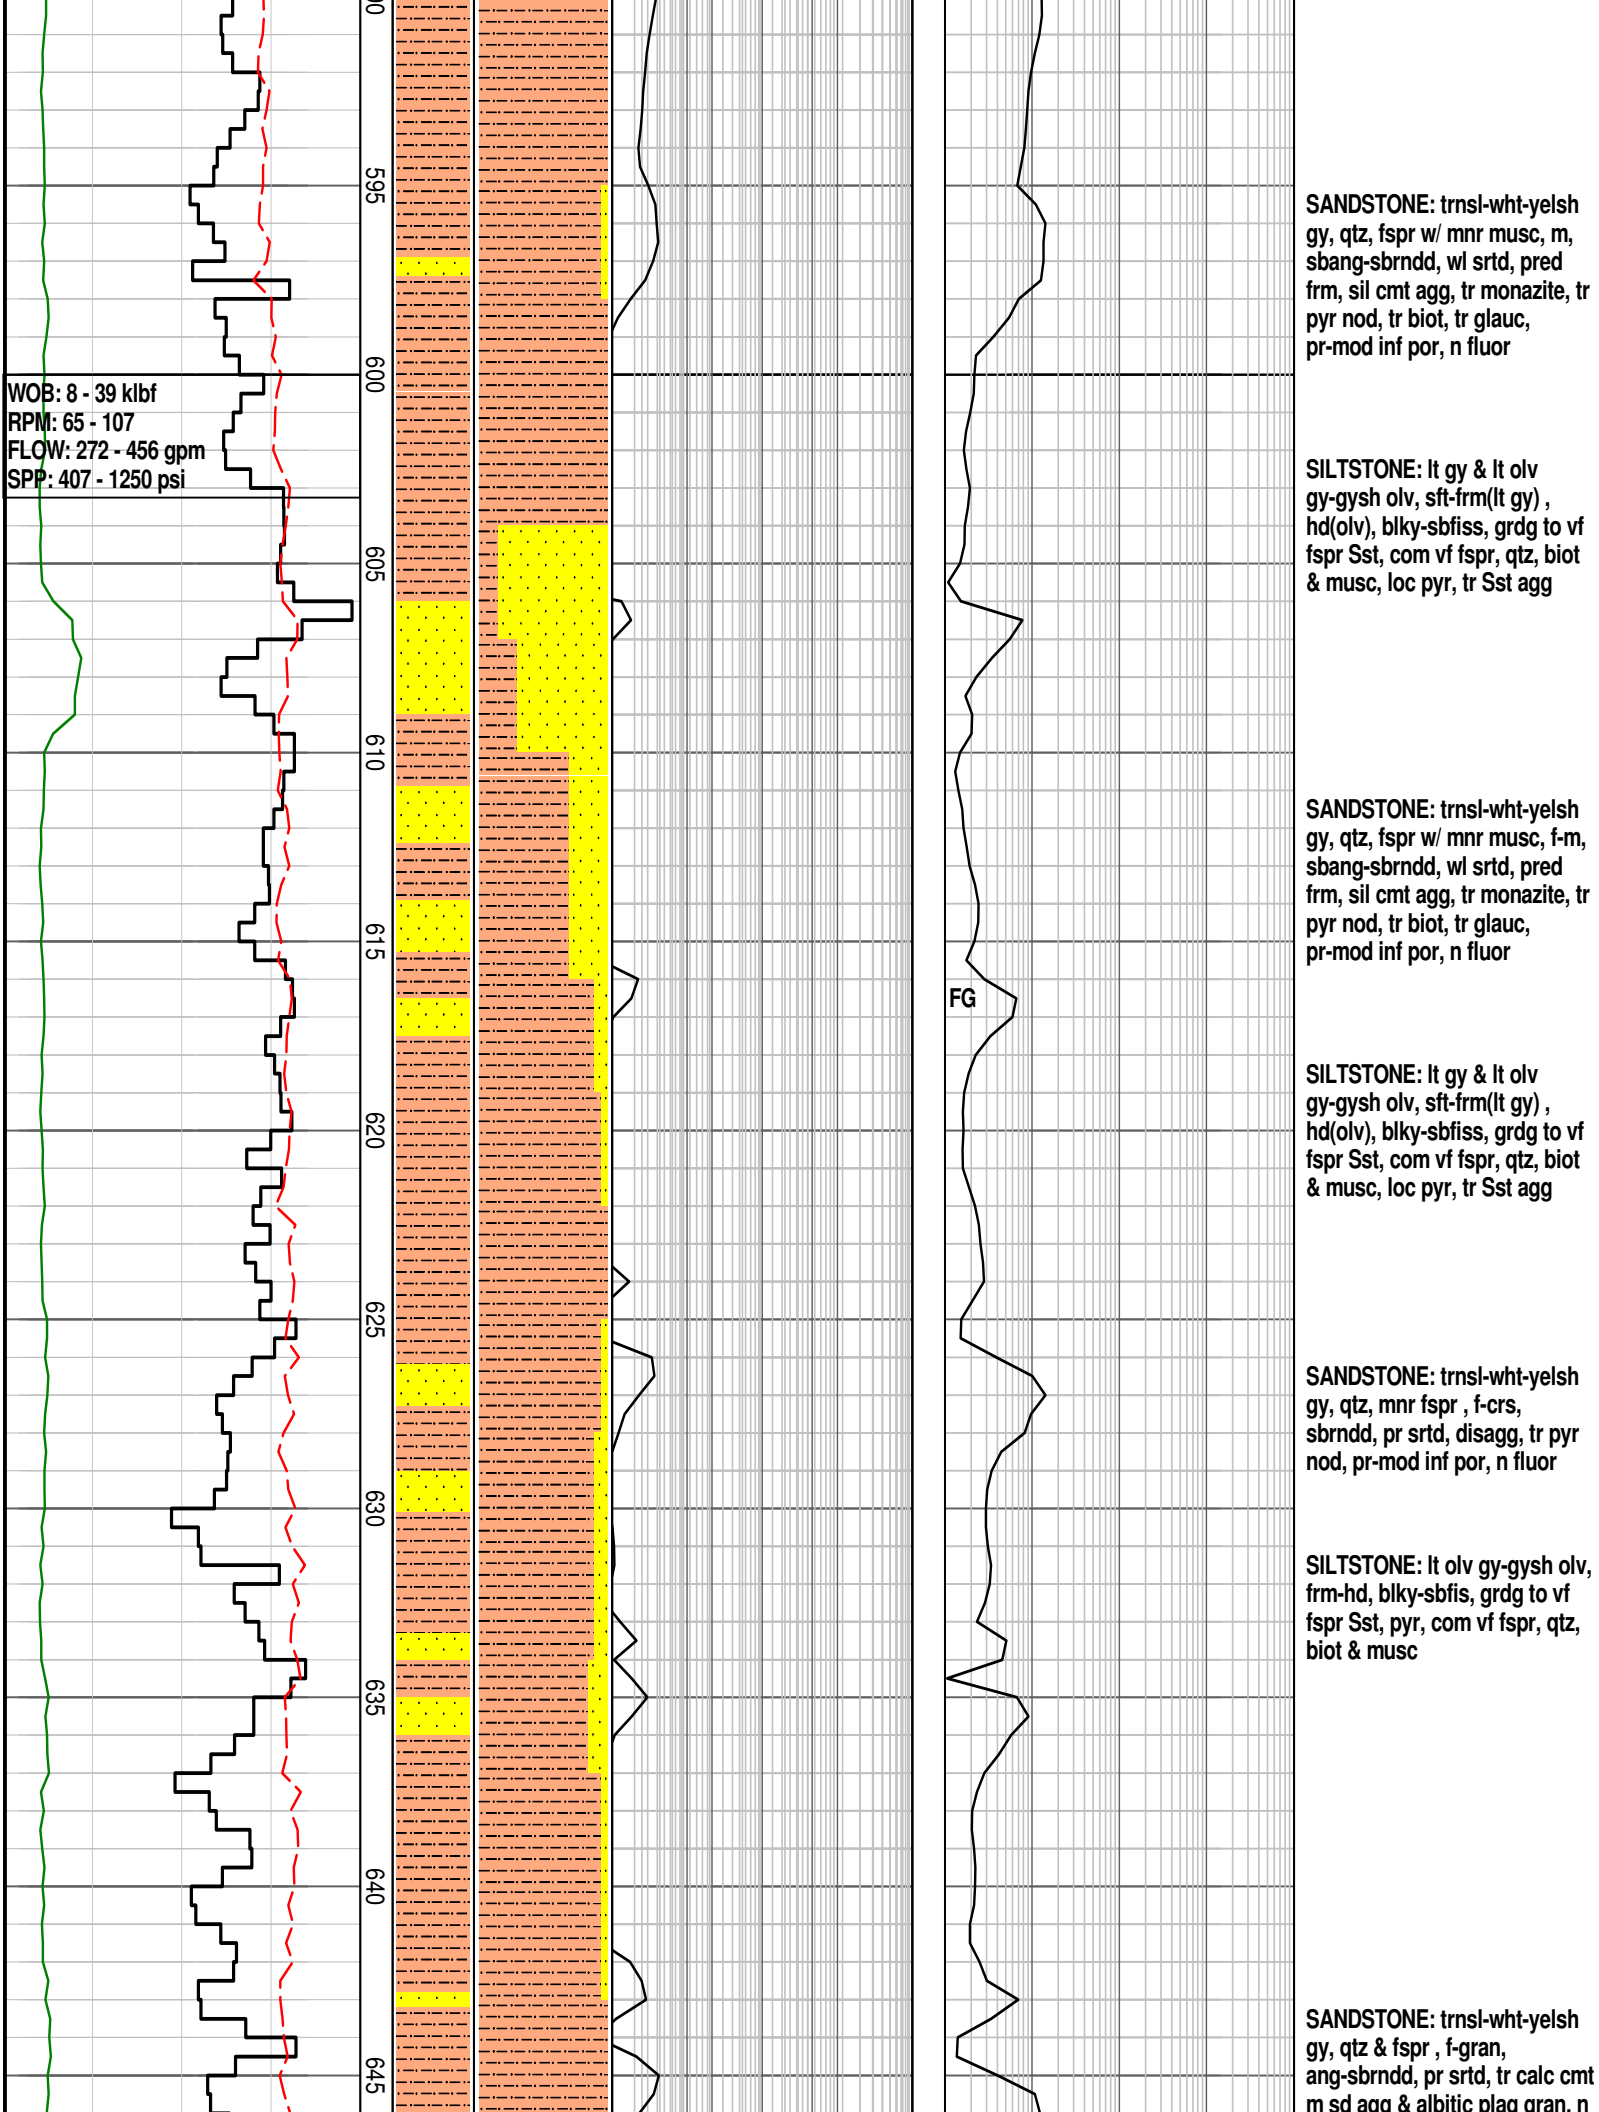 595
SANDSTONE: trnsl-wht-yelsh
gy, qtz, fspr w/ mnr musc, m,
sbang-sbrndd, wl srtd, pred
frm, sil cmt agg, tr monazite, tr
pyr nod, tr biot, tr glauc,
pr-mod inf por, n fluor
600
WOB: 8 - 39 klbf
RPM: 65 - 107
FLOW: 272 - 456 gpm
SPP: 407 - 1250 psi
SILTSTONE: lt gy & lt olv
gy-gysh olv, sft-frm(lt gy) ,
hd(olv), blky-sbfiss, grdg to vf
fspr Sst, com vf fspr, qtz, biot
& musc, loc pyr, tr Sst agg
605
610
SANDSTONE: trnsl-wht-yelsh
gy, qtz, fspr w/ mnr musc, f-m,
sbang-sbrndd, wl srtd, pred
frm, sil cmt agg, tr monazite, tr
pyr nod, tr biot, tr glauc,
pr-mod inf por, n fluor
615
FG
SILTSTONE: lt gy & lt olv
gy-gysh olv, sft-frm(lt gy) ,
hd(olv), blky-sbfiss, grdg to vf
fspr Sst, com vf fspr, qtz, biot
& musc, loc pyr, tr Sst agg
620
625
SANDSTONE: trnsl-wht-yelsh
gy, qtz, mnr fspr , f-crs,
sbrndd, pr srtd, disagg, tr pyr
nod, pr-mod inf por, n fluor
630
SILTSTONE: lt olv gy-gysh olv,
frm-hd, blky-sbfis, grdg to vf
fspr Sst, pyr, com vf fspr, qtz,
biot & musc
635
640
SANDSTONE: trnsl-wht-yelsh
gy, qtz & fspr , f-gran,
ang-sbrndd, pr srtd, tr calc cmt
m sd agg & albitic plag gran, n
645